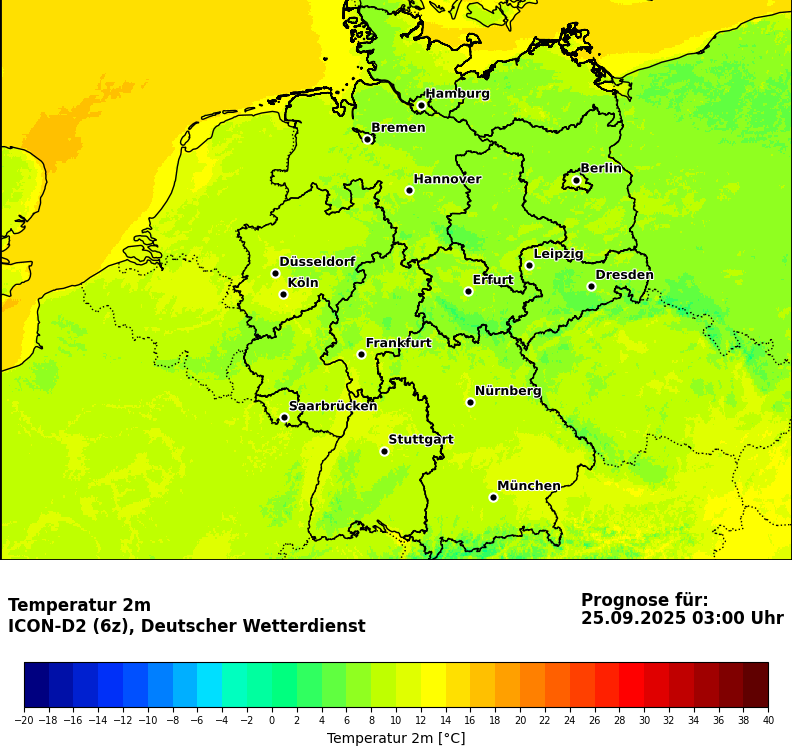 Hamburg
Bremen
Berlin
Hannover
Leipzig
Düsseldorf
Dresden
Köln
Erfurt
Frankfurt
Nürnberg
Saarbrücken
Stuttgart
München
Temperatur 2m
ICON-D2 (6z), Deutscher Wetterdienst
Prognose für:
25.09.2025 03:00 Uhr
−20 −18 −16 −14 −12 −10 −8 −6 −4 −2 0 2 4 6 8 10 12 14 16 18 20 22 24 26 28 30 32 34 36 38 40
Temperatur 2m [°C]